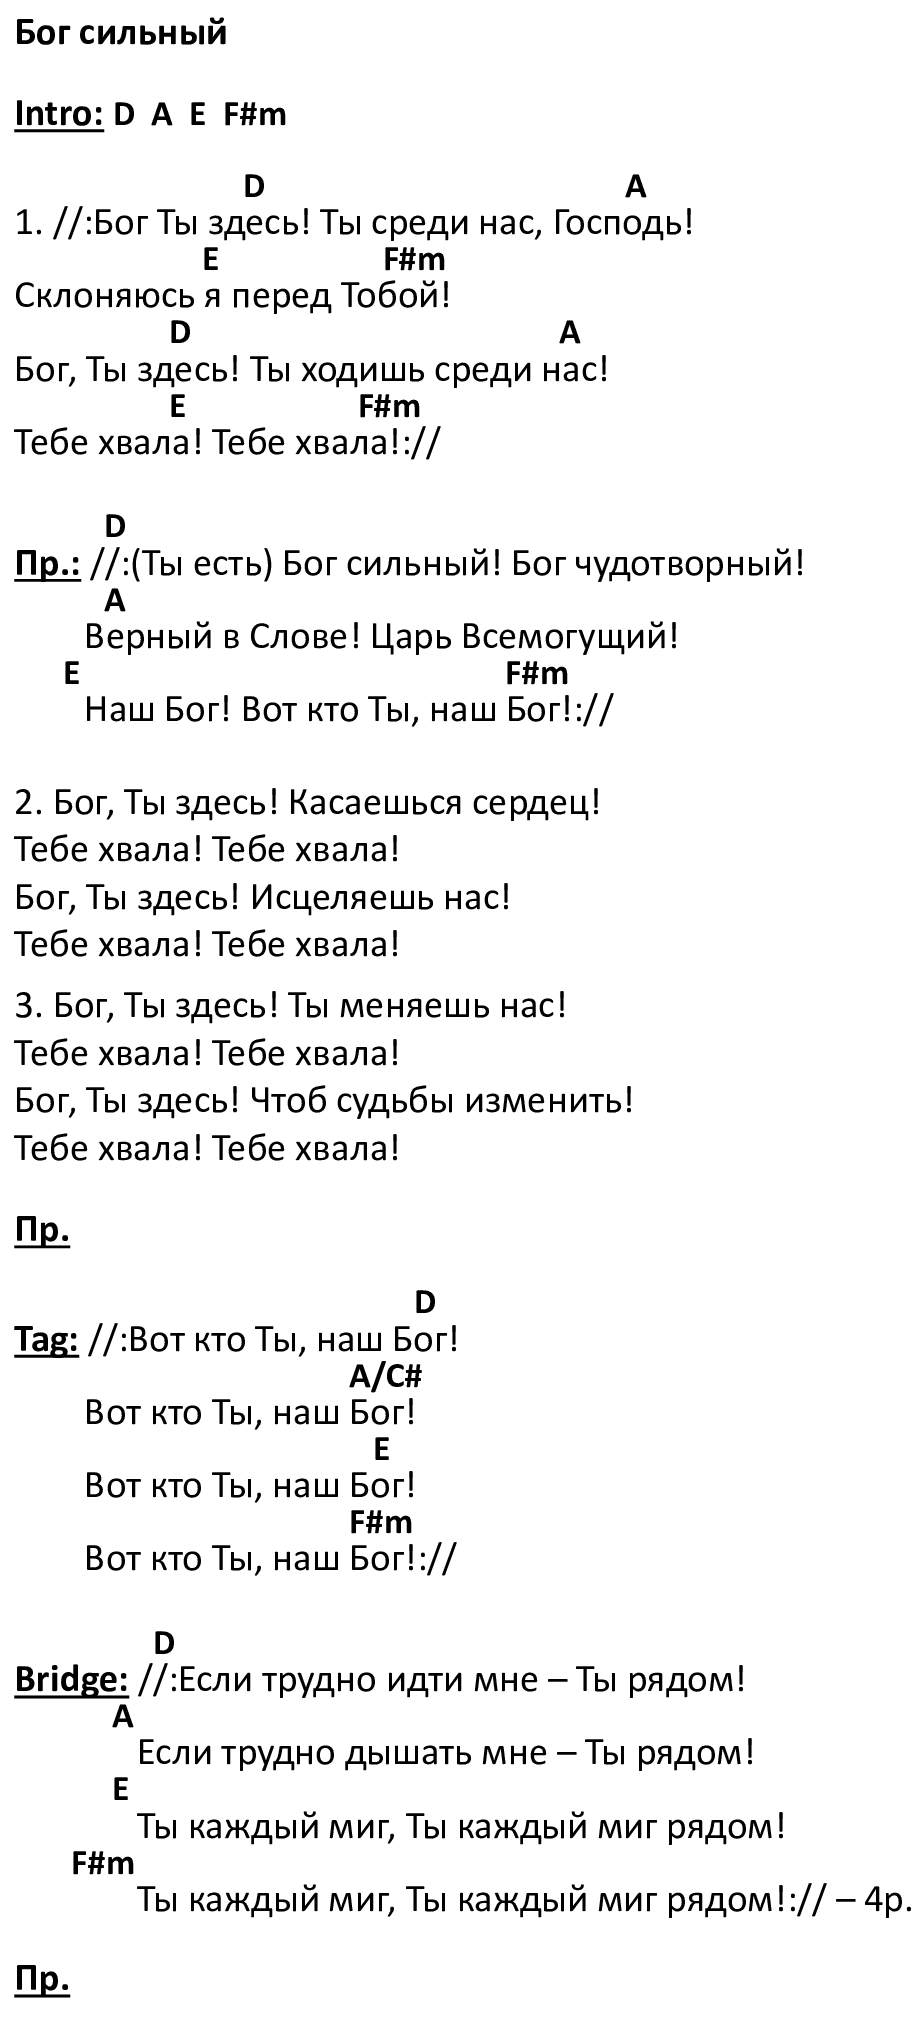 Бог сильный
Intro: D A E F#m
D A
1. //:Бог Ты здесь! Ты среди нас, Господь!
E F#m
Склоняюсь я перед Тобой!
D A
Бог, Ты здесь! Ты ходишь среди нас!
E F#m
Тебе хвала! Тебе хвала!://
D
Пр.: //:(Ты есть) Бог сильный! Бог чудотворный!
A
Верный в Слове! Царь Всемогущий!
E F#m
Наш Бог! Вот кто Ты, наш Бог!://
2. Бог, Ты здесь! Касаешься сердец!
Тебе хвала! Тебе хвала!
Бог, Ты здесь! Исцеляешь нас!
Тебе хвала! Тебе хвала!
3. Бог, Ты здесь! Ты меняешь нас!
Тебе хвала! Тебе хвала!
Бог, Ты здесь! Чтоб судьбы изменить!
Тебе хвала! Тебе хвала!
Пр.
D
Tag: //:Вот кто Ты, наш Бог!
A/C#
Вот кто Ты, наш Бог!
E
Вот кто Ты, наш Бог!
F#m
Вот кто Ты, наш Бог!://
D
Bridge: //:Если трудно идти мне – Ты рядом!
A
Если трудно дышать мне – Ты рядом!
E
Ты каждый миг, Ты каждый миг рядом!
F#m
Ты каждый миг, Ты каждый миг рядом!:// – 4р.
Пр.